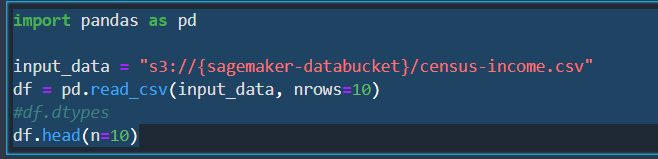 import pandas as pd
input_data = "s3://{sagemaker-databucket}/census-income.csv"
df = pd.read_csv(input_data, nrows=10)
#df.dtypes
df.head(n=10)